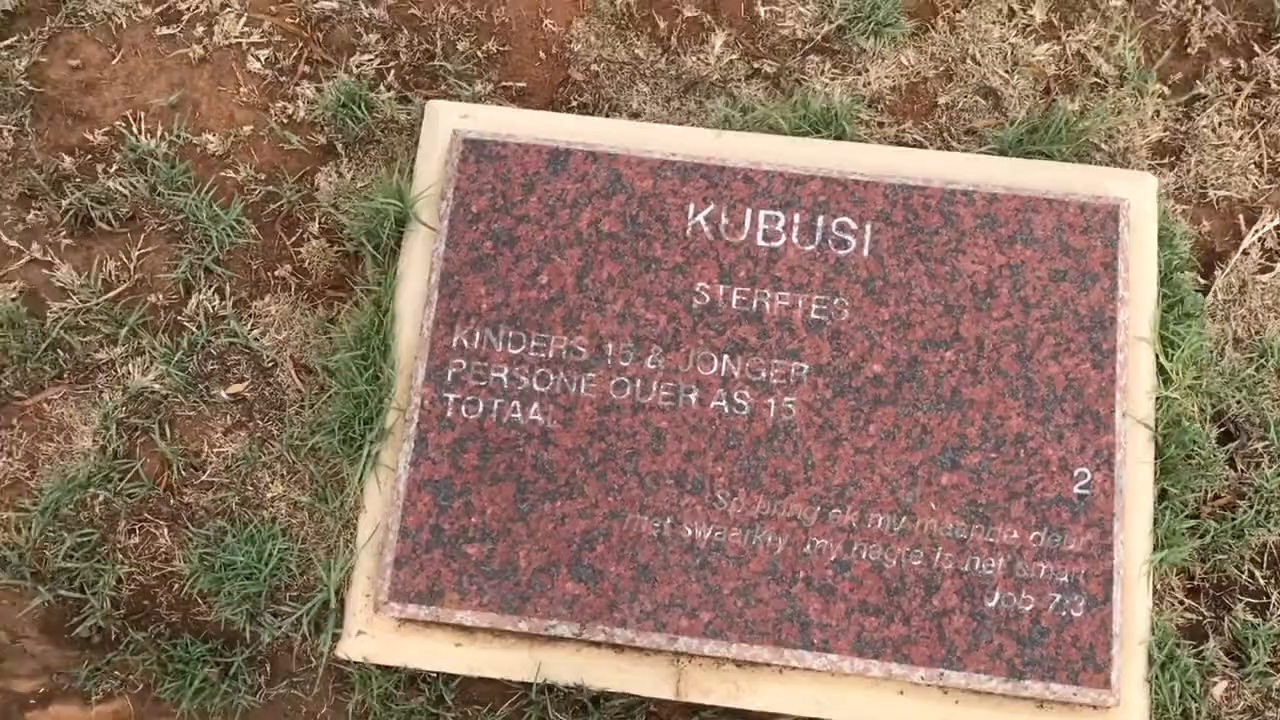 KUBUSI
STERFTES
KINDERS 15 & JONGER
PERSONE OUER AS 15
TOTAAL
2
So bring ek my maande deur
met swaarkry, my nagte is net smart
Job 7:3